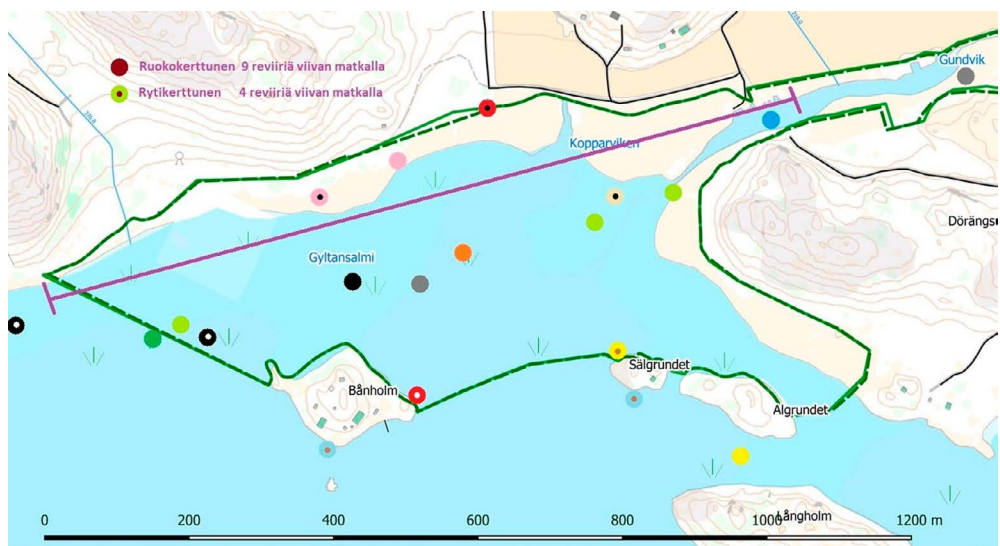 Ruokokerttunen 9 reviiriä viivan matkalla
Rytikerttunen 4 reviiriä viivan matkalla
Gundvik
Kopparviken
Dörängs
Gyltansalmi
Sälgrundet
Bånholm
Algrundet
Långholm
0 200 400 600 800 1000 1200 m